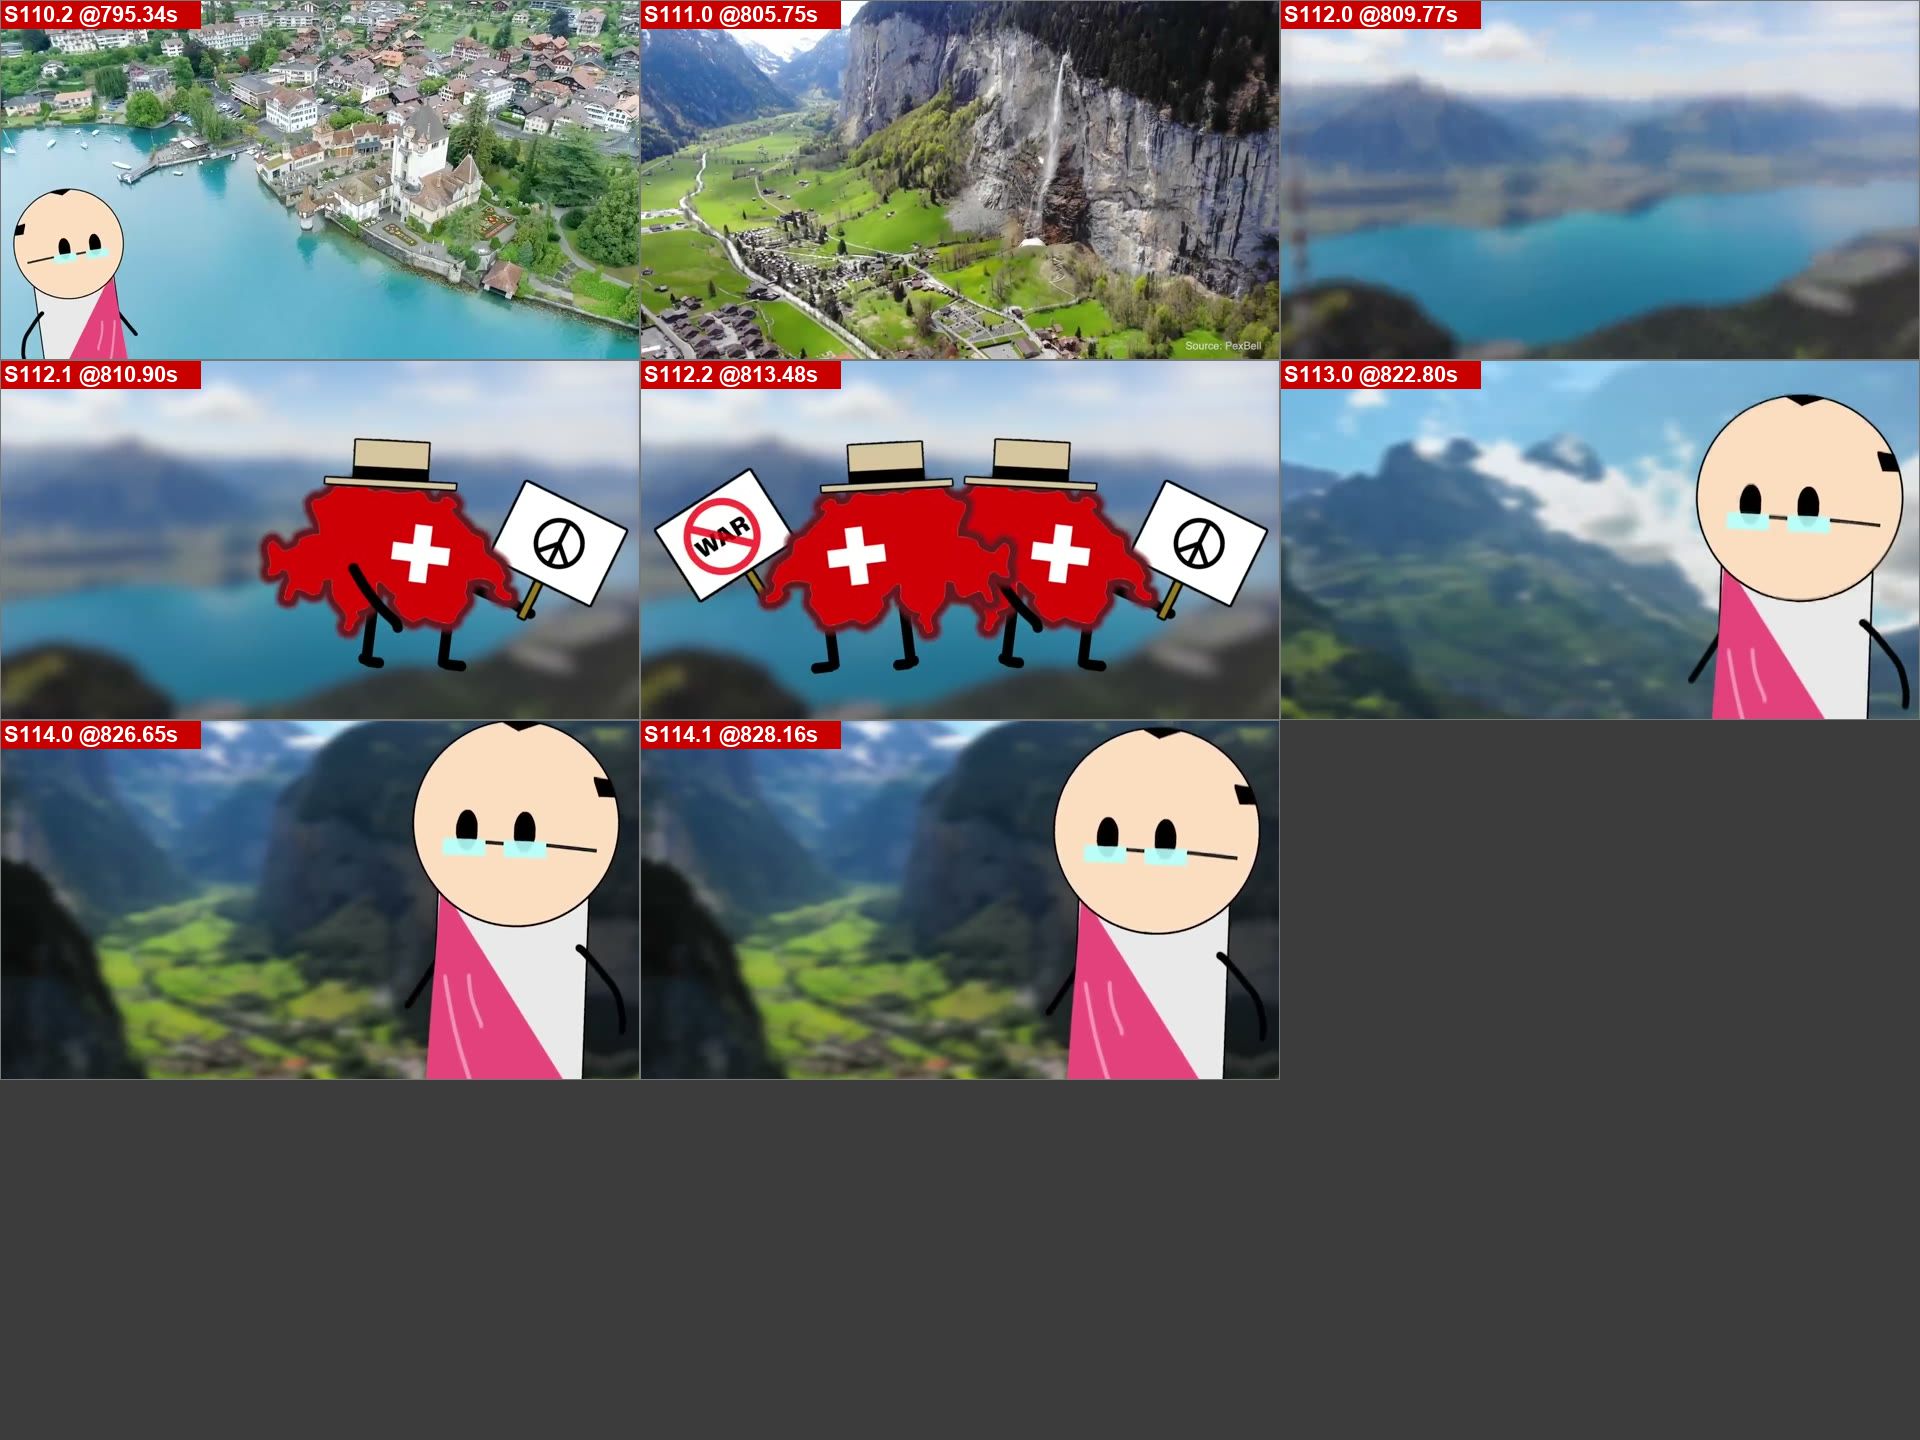 S110.2 @795.34s
S111.0 @805.75s
S112.0 @809.77s
Source: PexBell
S112.1 @810.90s
S112.2 @813.48s
S113.0 @822.80s
WAR
S114.0 @826.65s
S114.1 @828.16s